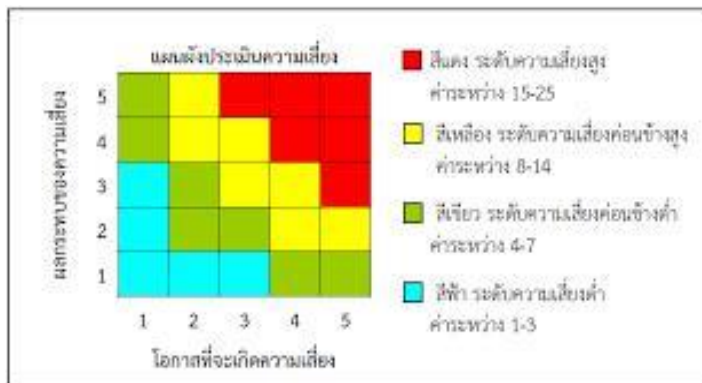 แผนผังประเมินความเสี่ยง
ผลกระทบของความเสี่ยง
5
4
3
2
1
1 2 3 4 5
โอกาสที่จะเกิดความเสี่ยง
สีแดง ระดับความเสี่ยงสูง
ค่าระหว่าง 15-25
สีเหลือง ระดับความเสี่ยงค่อนข้างสูง
ค่าระหว่าง 8-14
สีเขียว ระดับความเสี่ยงค่อนข้างต่ำ
ค่าระหว่าง 4-7
สีฟ้า ระดับความเสี่ยงต่ำ
ค่าระหว่าง 1-3